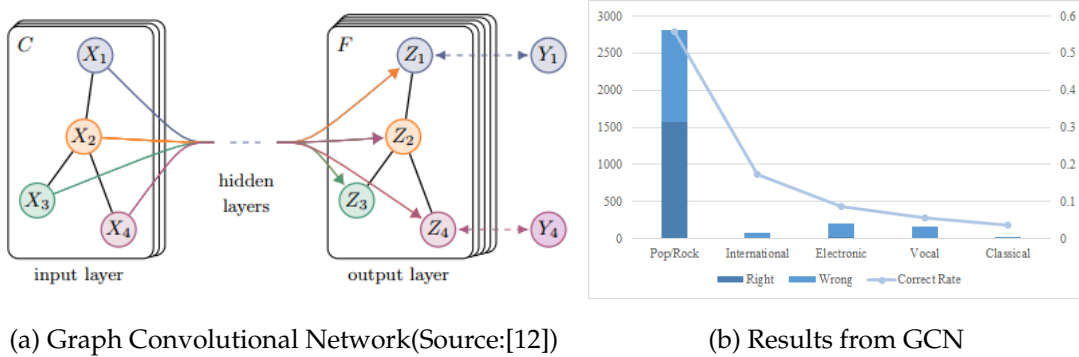 C
X1
X2
X3
X4
input layer
hidden
layers
F
Z1
Z2
Z3
Z4
output layer
Y1
Y4
(a) Graph Convolutional Network(Source:[12])
3000
2500
2000
1500
1000
500
0
0.6
0.5
0.4
0.3
0.2
0.1
0
Pop/Rock International Electronic Vocal Classical
Right Wrong Correct Rate
(b) Results from GCN